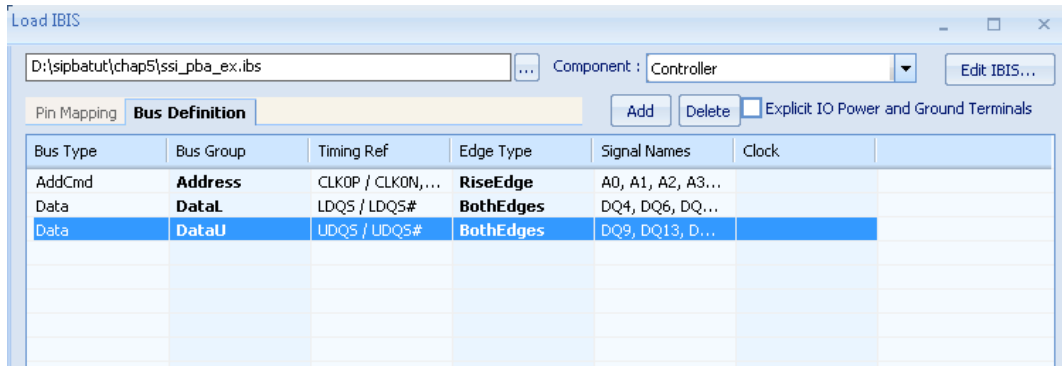 Load IBIS
D:\sipbatut\chap5\ssi_pba_ex.ibs ... Component : Controller Edit IBIS...
Pin Mapping Bus Definition Add Delete Explicit IO Power and Ground Terminals
Bus Type Bus Group Timing Ref Edge Type Signal Names Clock
AddCmd Address CLK0P / CLK0N,... RiseEdge A0, A1, A2, A3...
Data DataL LDQS / LDQS# BothEdges DQ4, DQ6, DQ...
Data DataU UDQS / UDQS# BothEdges DQ9, DQ13, D...